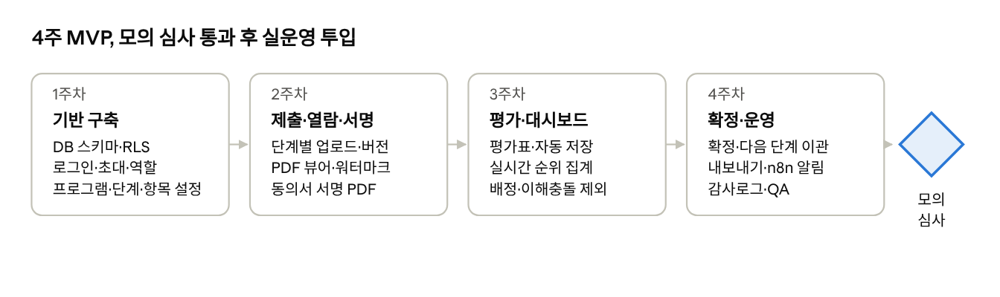 4주 MVP, 모의 심사 통과 후 실운영 투입
1주차
기반 구축
DB 스키마·RLS
로그인·초대·역할
프로그램·단계·항목 설정
2주차
제출·열람·서명
단계별 업로드·버전
PDF 뷰어·워터마크
동의서 서명 PDF
3주차
평가·대시보드
평가표·자동 저장
실시간 순위 집계
배정·이해충돌 제외
4주차
확정·운영
확정·다음 단계 이관
내보내기·n8n 알림
감사로그·QA
모의
심사